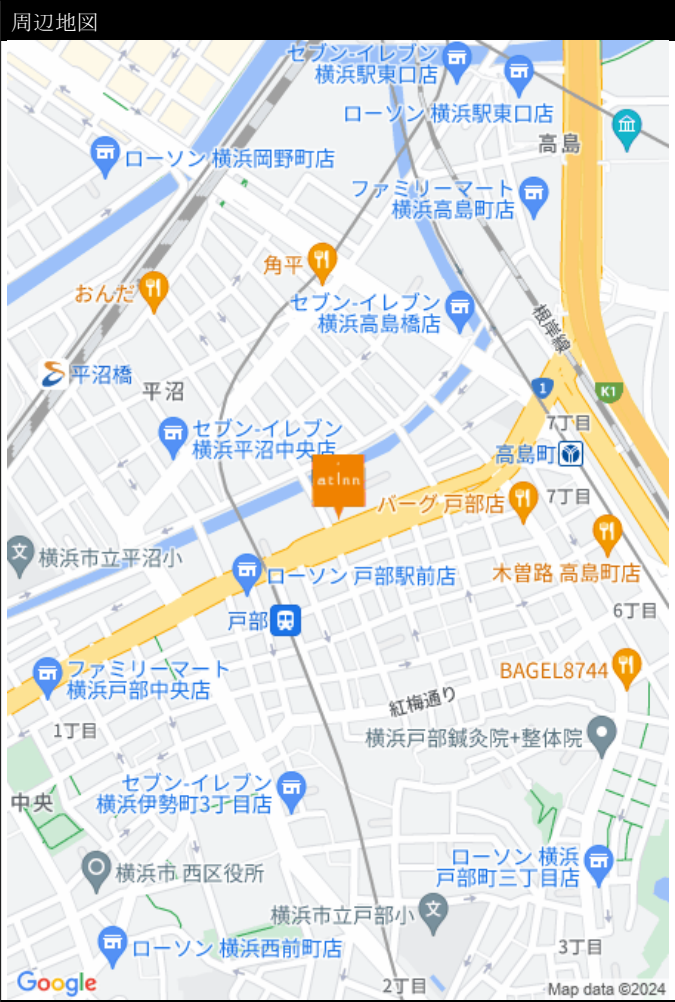 周辺地図
セブン-イレブン
横浜駅東口店
ローソン 横浜駅東口店
高島
ローソン 横浜岡野町店
ファミリーマート
横浜高島町店
角平
おんだ
セブン-イレブン
横浜高島橋店
根岸線
平沼橋
平沼
1
K1
セブン-イレブン
横浜平沼中央店
7丁目
高島町
atinn
バーグ 戸部店
7丁目
文
横浜市立平沼小
木曽路 高島町店
ローソン 戸部駅前店
戸部
6丁目
ファミリーマート
横浜戸部中央店
BAGEL8744
紅梅通り
1丁目
横浜戸部鍼灸院+整体院
セブン-イレブン
横浜伊勢町3丁目店
中央
ローソン 横浜
戸部町三丁目店
横浜市 西区役所
横浜市立戸部小
文
ローソン 横浜西前町店
3丁目
Google
2丁目
Map data ©2024